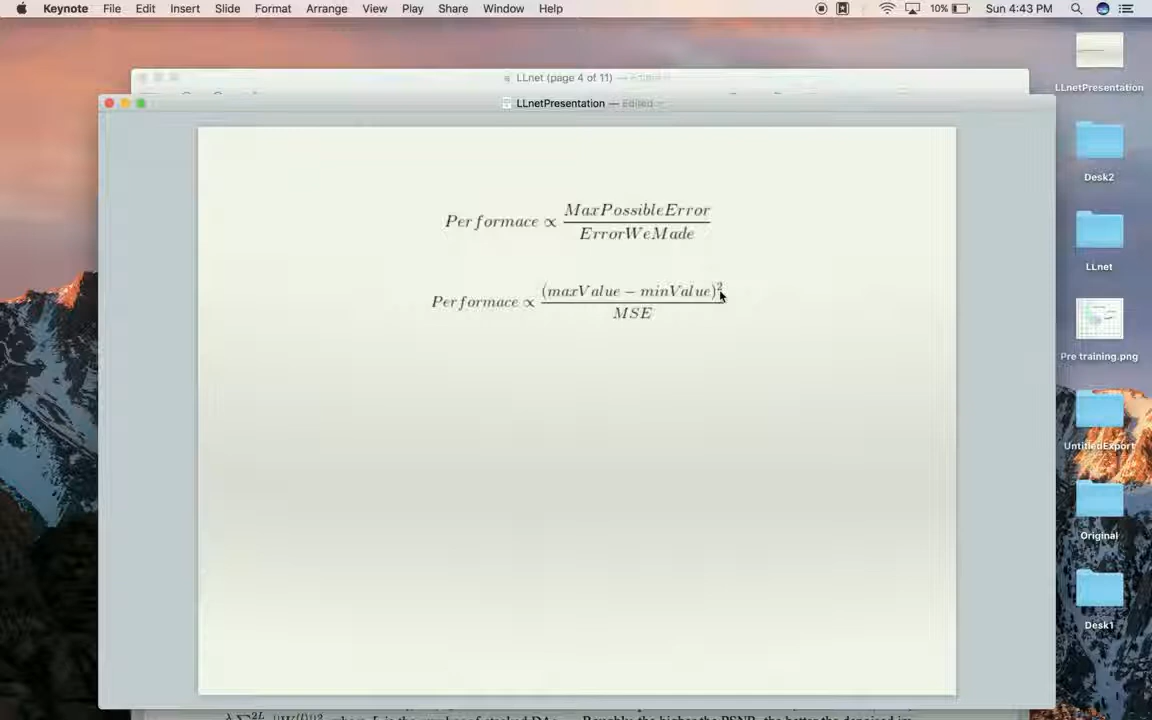 Keynote File Edit Insert Slide Format Arrange View Play Share Window Help 10% Sun 4:43 PM
LLnet (page 4 of 11) — Edited
LLnetPresentation — Edited
Performace ∝ MaxPossibleError
ErrorWeMade
Performace ∝ (maxValue − minValue)²
MSE
LLnetPresentation
Desk2
LLnet
Pre training.png
UntitledExport
Original
Desk1